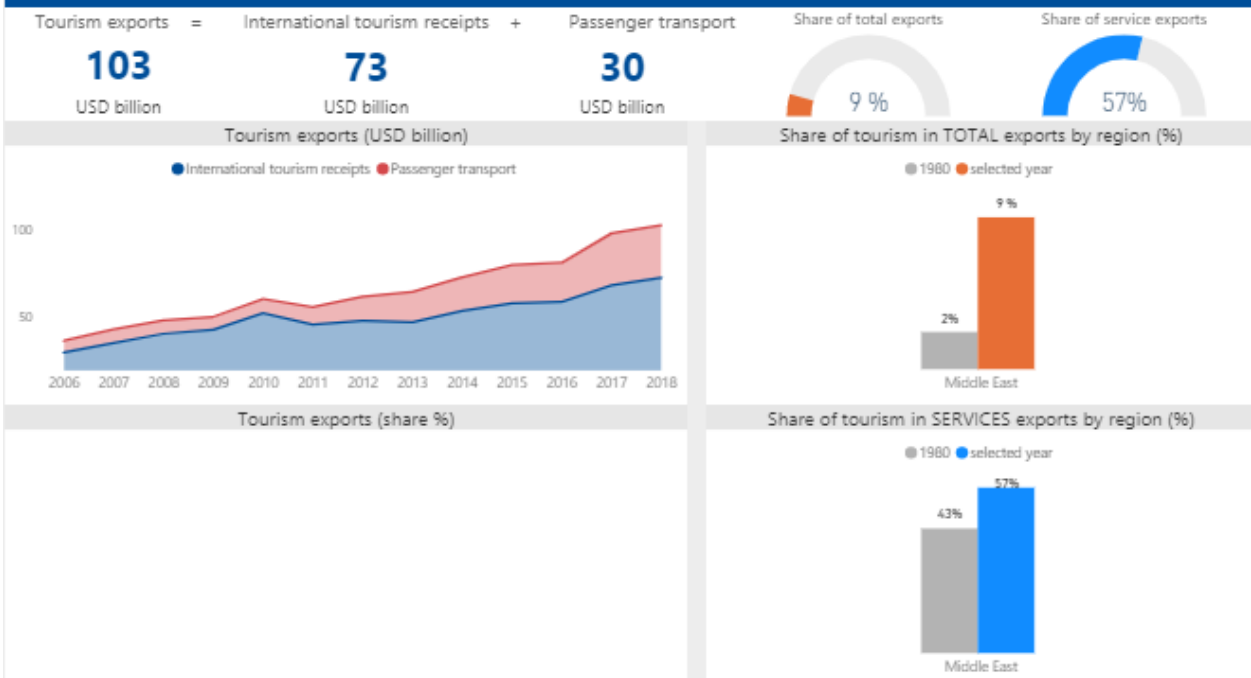 Tourism exports = International tourism receipts + Passenger transport
103 73 30
USD billion USD billion USD billion
Share of total exports
9 %
Share of service exports
57%
Tourism exports (USD billion)
International tourism receipts Passenger transport
100
50
2006 2007 2008 2009 2010 2011 2012 2013 2014 2015 2016 2017 2018
Share of tourism in TOTAL exports by region (%)
1980 selected year
9 %
2%
Middle East
Tourism exports (share %)
Share of tourism in SERVICES exports by region (%)
1980 selected year
57%
43%
Middle East